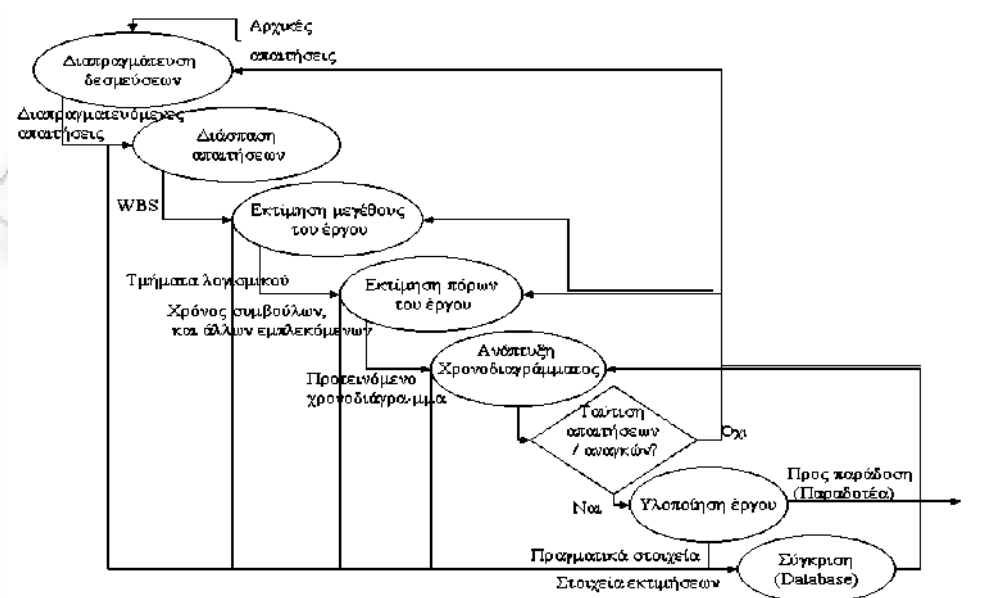 Αρχικές
απαιτήσεις
Διαπραγμάτευση
δεσμεύσεων
Διαπραγματευόμενες
απαιτήσεις
Διάσπαση
απαιτήσεων
WBS
Εκτίμηση μεγέθους
του έργου
Τμήματα λογισμικού
Εκτίμηση πόρων
του έργου
Χρόνος συμβούλων,
και άλλων εμπλεκόμενων
Ανάπτυξη
Χρονοδιαγράμματος
Προτεινόμενο
χρονοδιάγρα-μμα
Ταύτιση
απαιτήσεων
/ αναγκών?
Όχι
Ναι
Υλοποίηση έργου
Προς παράδοση
(Παραδοτέα)
Πραγματικά στοιχεία
Στοιχεία εκτιμήσεων
Σύγκριση
(Database)